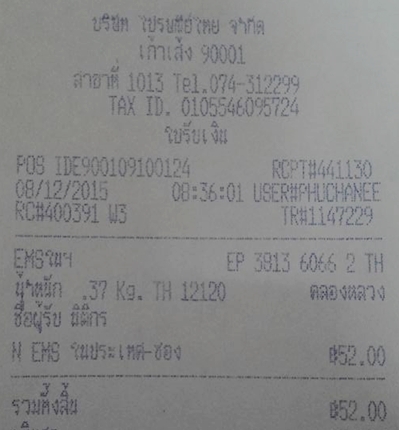 บริษัท ไปรษณีย์ไทย จำกัด
เก้าเส้ง 90001
สาขาที่ 1013 Tel.074-312299
TAX ID. 0105546095724
ใบรับเงิน
POS IDE900109100124 RCPT#441130
08/12/2015 08:36:01 USER#PHUCHANEE
RC#400391 W3 TR#1147229
EMSในฯ EP 3813 6066 2 TH
น้ำหนัก .37 Kg. TH 12120 คลองหลวง
ชื่อผู้รับ นิมิกร
N EMS ในประเทศ-ซอง ฿52.00
รวมทั้งสิ้น ฿52.00